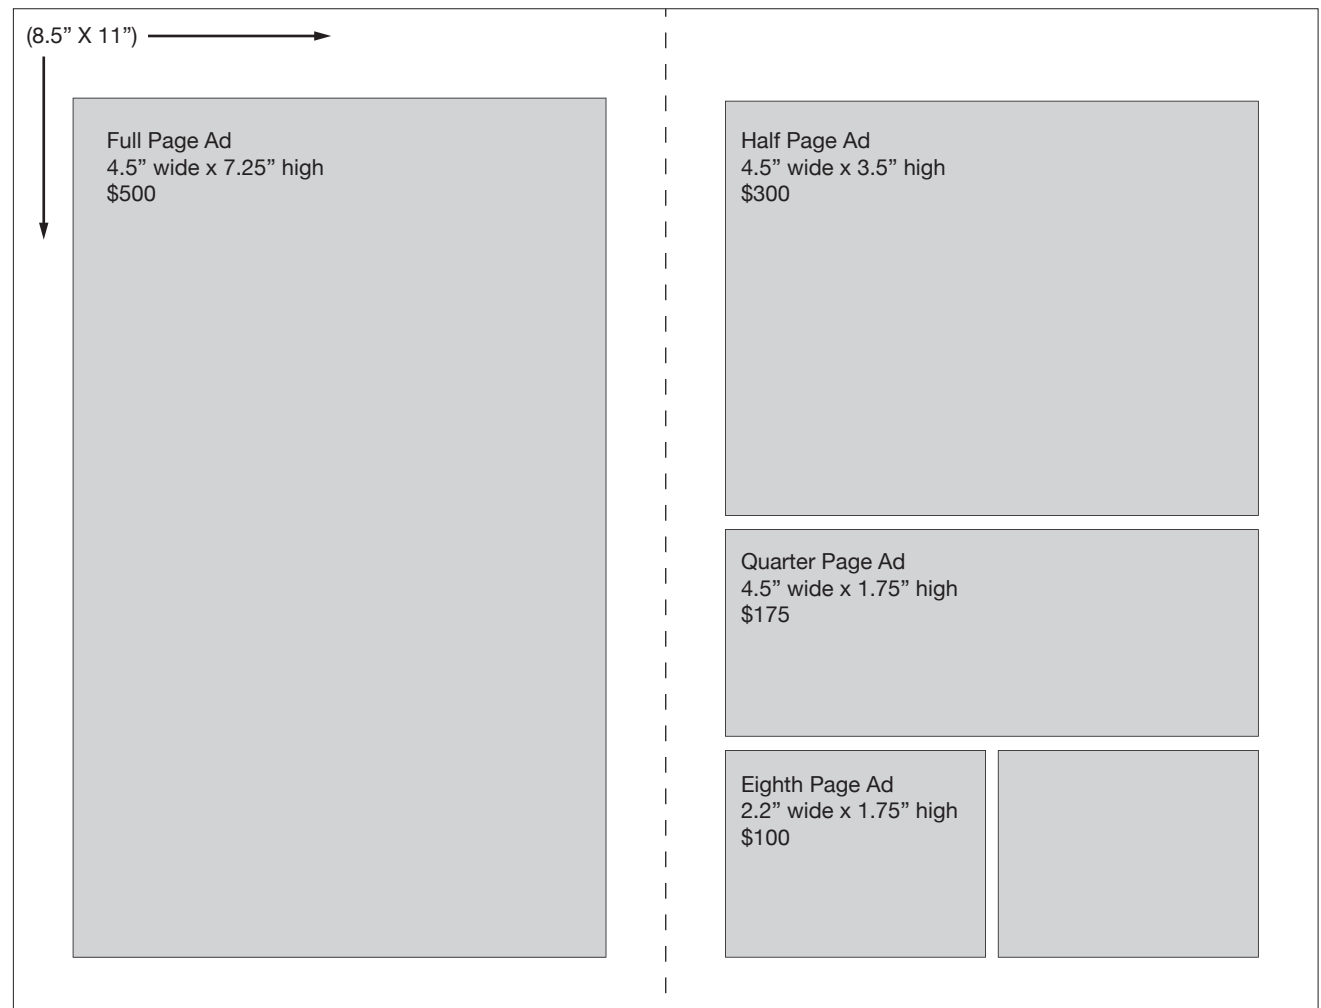 (8.5” X 11”)
Full Page Ad
4.5” wide x 7.25” high
$500
Half Page Ad
4.5” wide x 3.5” high
$300
Quarter Page Ad
4.5” wide x 1.75” high
$175
Eighth Page Ad
2.2” wide x 1.75” high
$100